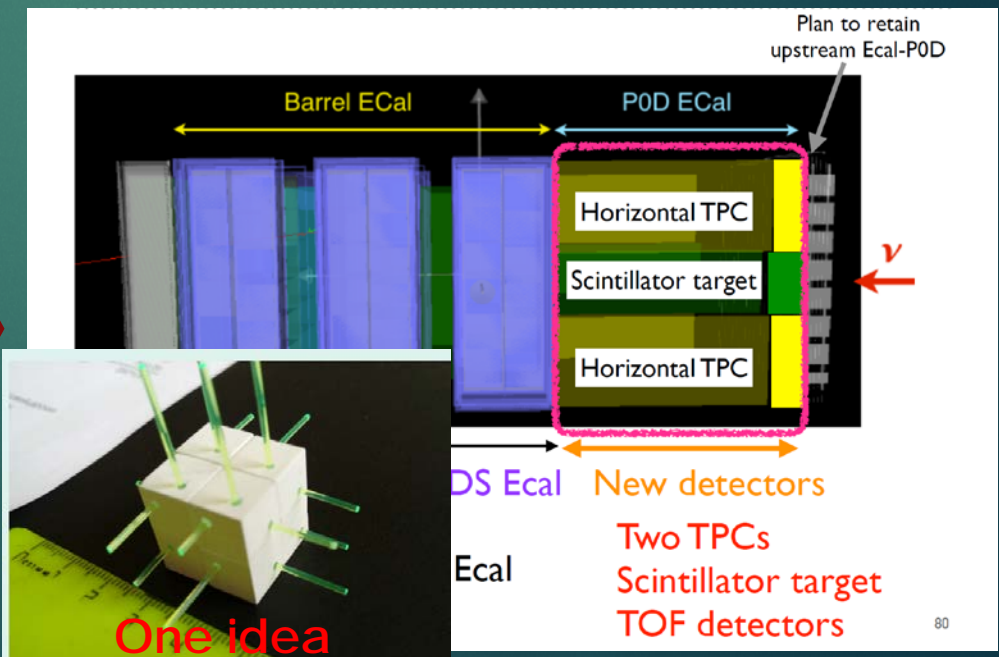 Plan to retain
upstream Ecal-P0D
Barrel ECal
P0D ECal
Horizontal TPC
ν
Scintillator target
Horizontal TPC
DS Ecal
New detectors
Two TPCs
Ecal
Scintillator target
TOF detectors
80
One idea